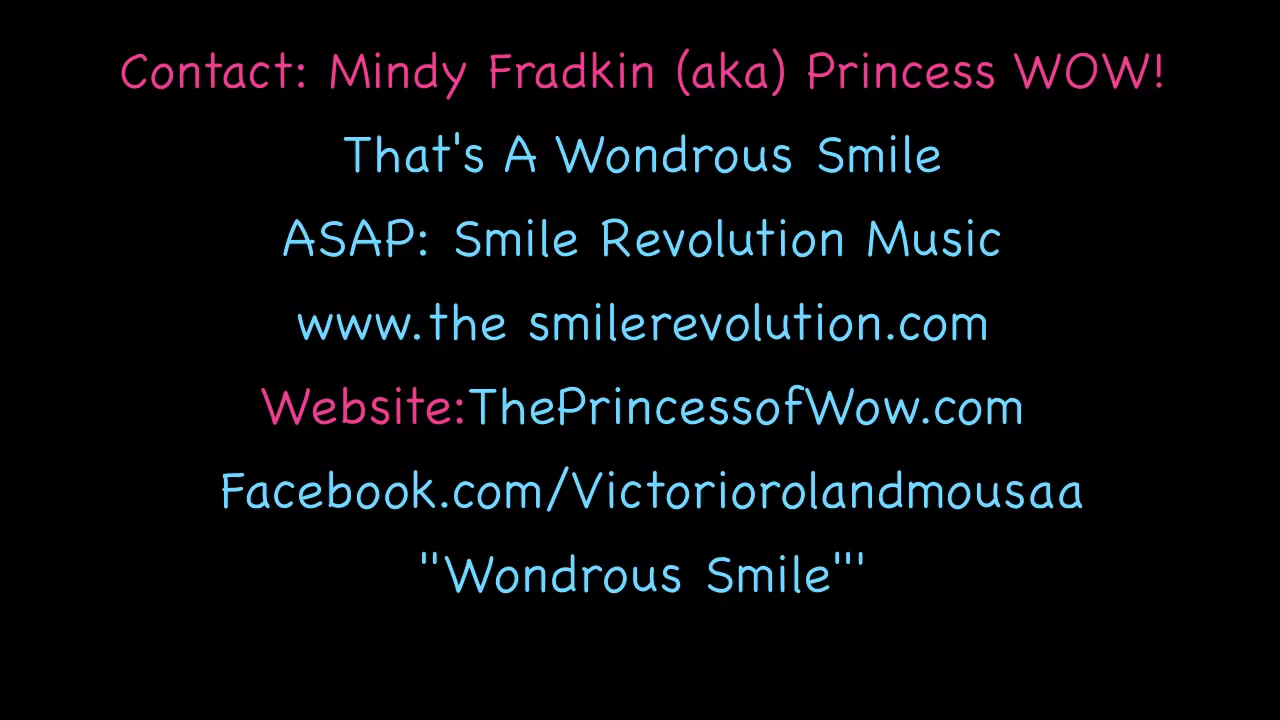 Contact: Mindy Fradkin (aka) Princess WOW!
That's A Wondrous Smile
ASAP: Smile Revolution Music
www.the smilerevolution.com
Website:ThePrincessofWow.com
Facebook.com/Victoriorolandmousaa
"Wondrous Smile"'